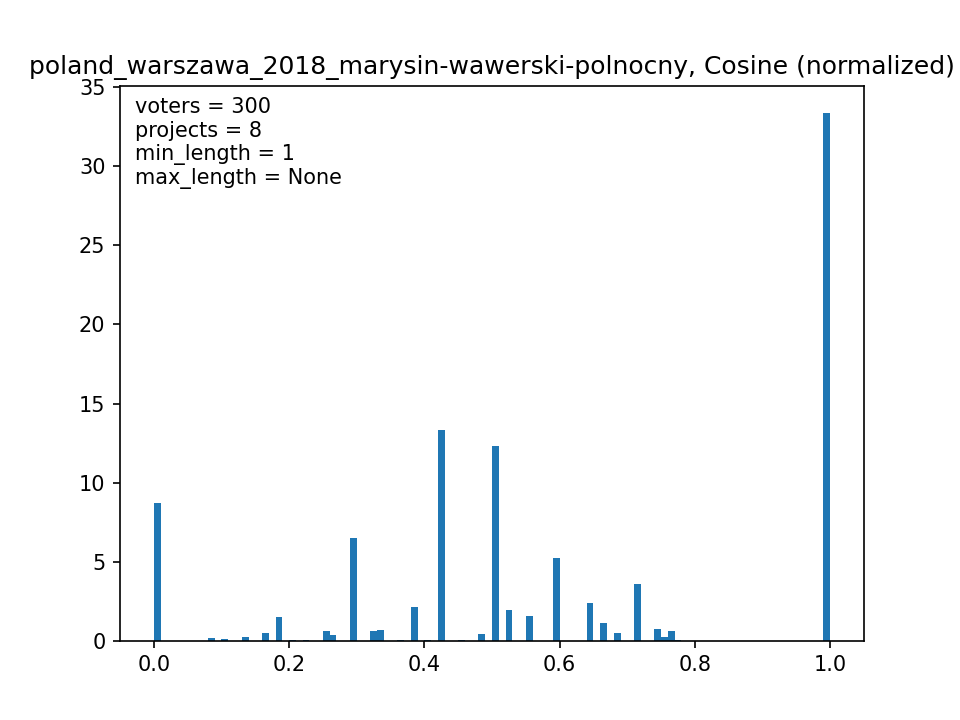 poland_warszawa_2018_marysin-wawerski-polnocny, Cosine (normalized)
voters = 300
projects = 8
min_length = 1
max_length = None
35
30
25
20
15
10
5
0
0.0 0.2 0.4 0.6 0.8 1.0